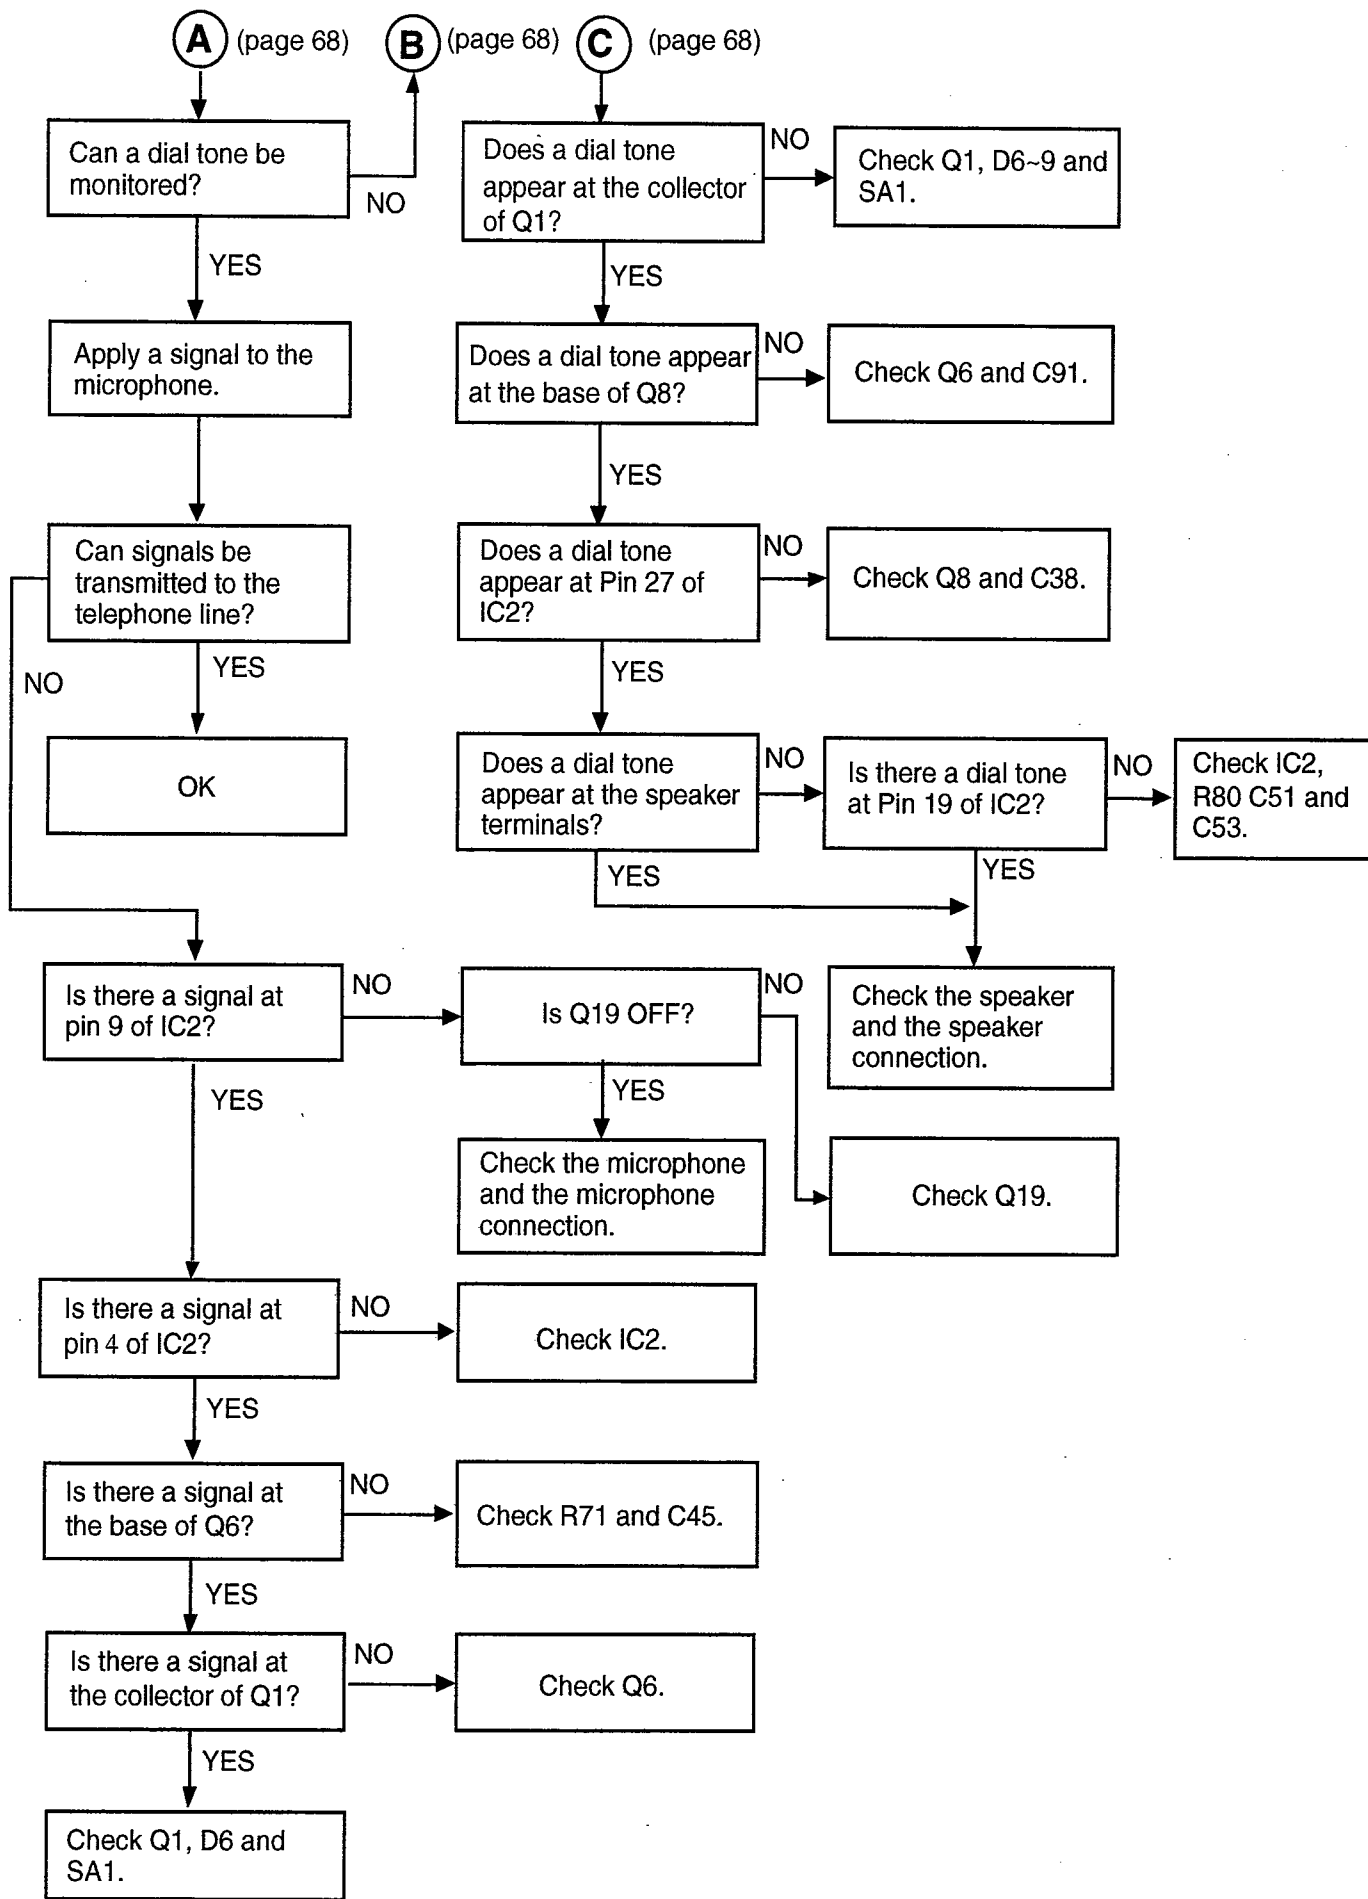 A (page 68)
B (page 68)
C (page 68)
Can a dial tone be
monitored?
NO
YES
Apply a signal to the
microphone.
Can signals be
transmitted to the
telephone line?
NO
YES
OK
Does a dial tone
appear at the collector
of Q1?
NO
Check Q1, D6~9 and
SA1.
YES
Does a dial tone appear
at the base of Q8?
NO
Check Q6 and C91.
YES
Does a dial tone
appear at Pin 27 of
IC2?
NO
Check Q8 and C38.
YES
Does a dial tone
appear at the speaker
terminals?
NO
Is there a dial tone
at Pin 19 of IC2?
NO
Check IC2,
R80 C51 and
C53.
YES
YES
Check the speaker
and the speaker
connection.
Is there a signal at
pin 9 of IC2?
NO
Is Q19 OFF?
NO
YES
YES
Check the microphone
and the microphone
connection.
Check Q19.
Is there a signal at
pin 4 of IC2?
NO
Check IC2.
YES
Is there a signal at
the base of Q6?
NO
Check R71 and C45.
YES
Is there a signal at
the collector of Q1?
NO
Check Q6.
YES
Check Q1, D6 and
SA1.